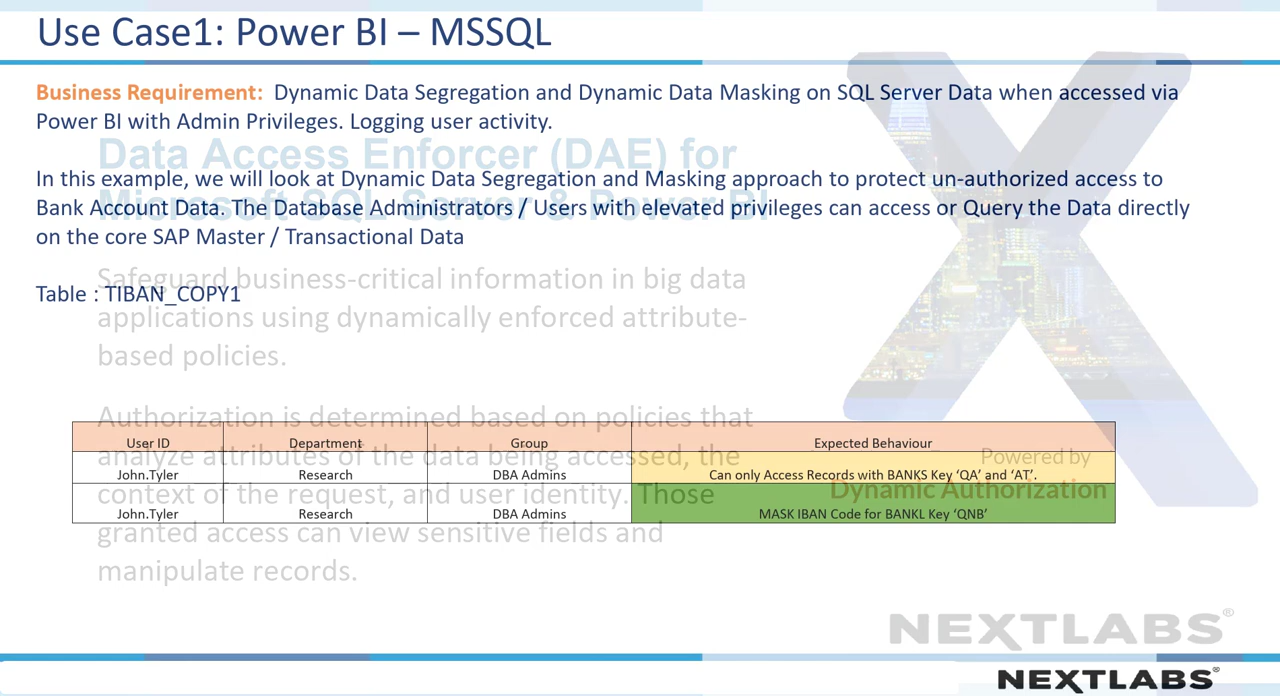 Use Case1: Power BI – MSSQL
Business Requirement: Dynamic Data Segregation and Dynamic Data Masking on SQL Server Data when accessed via
Power BI with Admin Privileges. Logging user activity.
In this example, we will look at Dynamic Data Segregation and Masking approach to protect un-authorized access to
Bank Account Data. The Database Administrators / Users with elevated privileges can access or Query the Data directly
on the core SAP Master / Transactional Data
Table : TIBAN_COPY1
User ID Department Group Expected Behaviour
John.Tyler Research DBA Admins Can only Access Records with BANKS Key ‘QA’ and ‘AT’.
John.Tyler Research DBA Admins MASK IBAN Code for BANKL Key ‘QNB’
Data Access Enforcer (DAE) for
Microsoft SQL Server & Power BI
Safeguard business-critical information in big data
applications using dynamically enforced attribute-
based policies.
Authorization is determined based on policies that
analyze attributes of the data being accessed, the
context of the request, and user identity. Those
granted access can view sensitive fields and
manipulate records.
Powered by
Dynamic Authorization
NEXTLABS®
NEXTLABS®